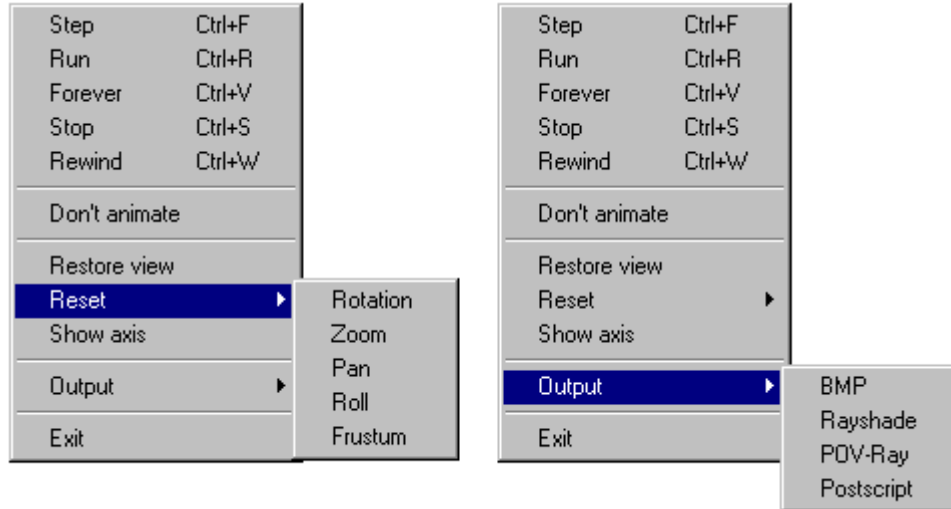 Step Ctrl+F
Run Ctrl+R
Forever Ctrl+V
Stop Ctrl+S
Rewind Ctrl+W
Don't animate
Restore view
Reset
Show axis
Output
Exit
Rotation
Zoom
Pan
Roll
Frustum
Step Ctrl+F
Run Ctrl+R
Forever Ctrl+V
Stop Ctrl+S
Rewind Ctrl+W
Don't animate
Restore view
Reset
Show axis
Output
Exit
BMP
Rayshade
POV-Ray
Postscript